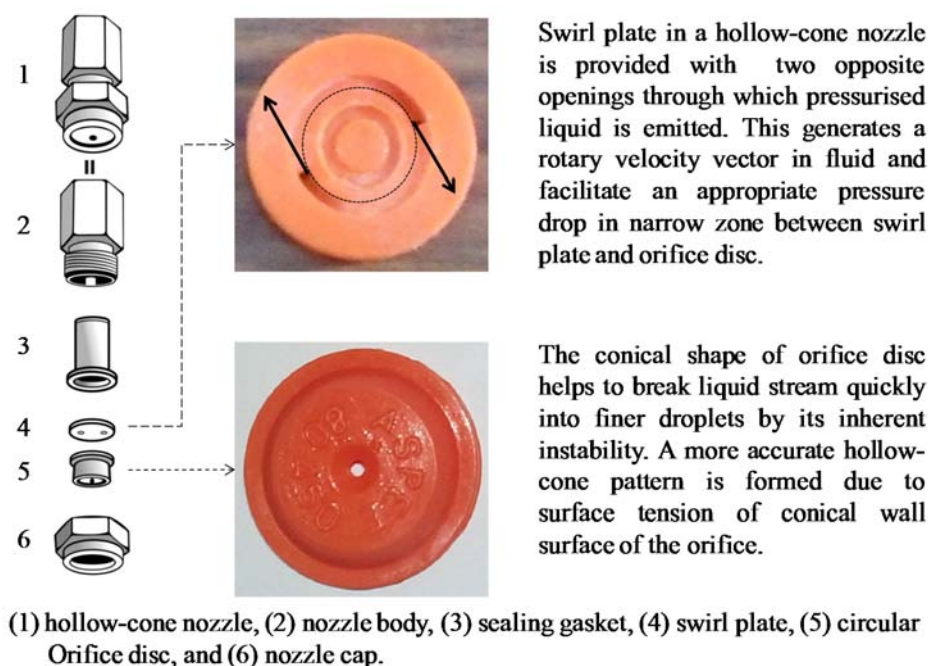 1
=
2
3
4
5
6
Swirl plate in a hollow-cone nozzle
is provided with two opposite
openings through which pressurised
liquid is emitted. This generates a
rotary velocity vector in fluid and
facilitate an appropriate pressure
drop in narrow zone between swirl
plate and orifice disc.
The conical shape of orifice disc
helps to break liquid stream quickly
into finer droplets by its inherent
instability. A more accurate hollow-
cone pattern is formed due to
surface tension of conical wall
surface of the orifice.
(1) hollow-cone nozzle, (2) nozzle body, (3) sealing gasket, (4) swirl plate, (5) circular
Orifice disc, and (6) nozzle cap.